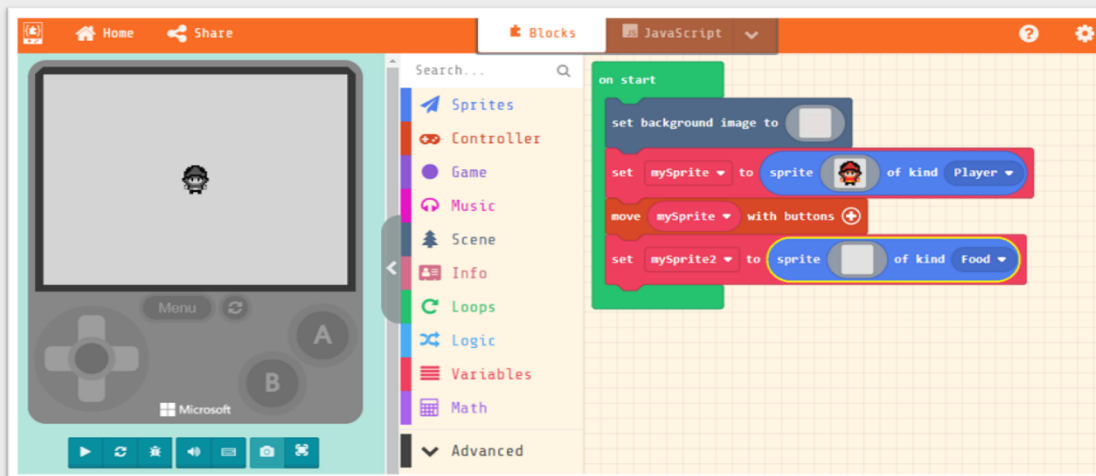 Home Share Blocks JS JavaScript ?
Search...
Sprites
Controller
Game
Music
Scene
Info
Loops
Logic
Variables
Math
Advanced
Menu
A
B
Microsoft
on start
set background image to
set mySprite to sprite of kind Player
move mySprite with buttons
set mySprite2 to sprite of kind Food